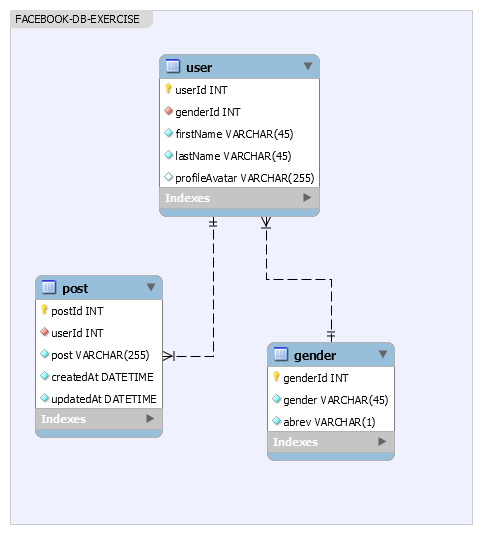 FACEBOOK-DB-EXERCISE
user
userId INT
genderId INT
firstName VARCHAR(45)
lastName VARCHAR(45)
profileAvatar VARCHAR(255)
Indexes
post
postId INT
userId INT
post VARCHAR(255)
createdAt DATETIME
updatedAt DATETIME
Indexes
gender
genderId INT
gender VARCHAR(45)
abrev VARCHAR(1)
Indexes